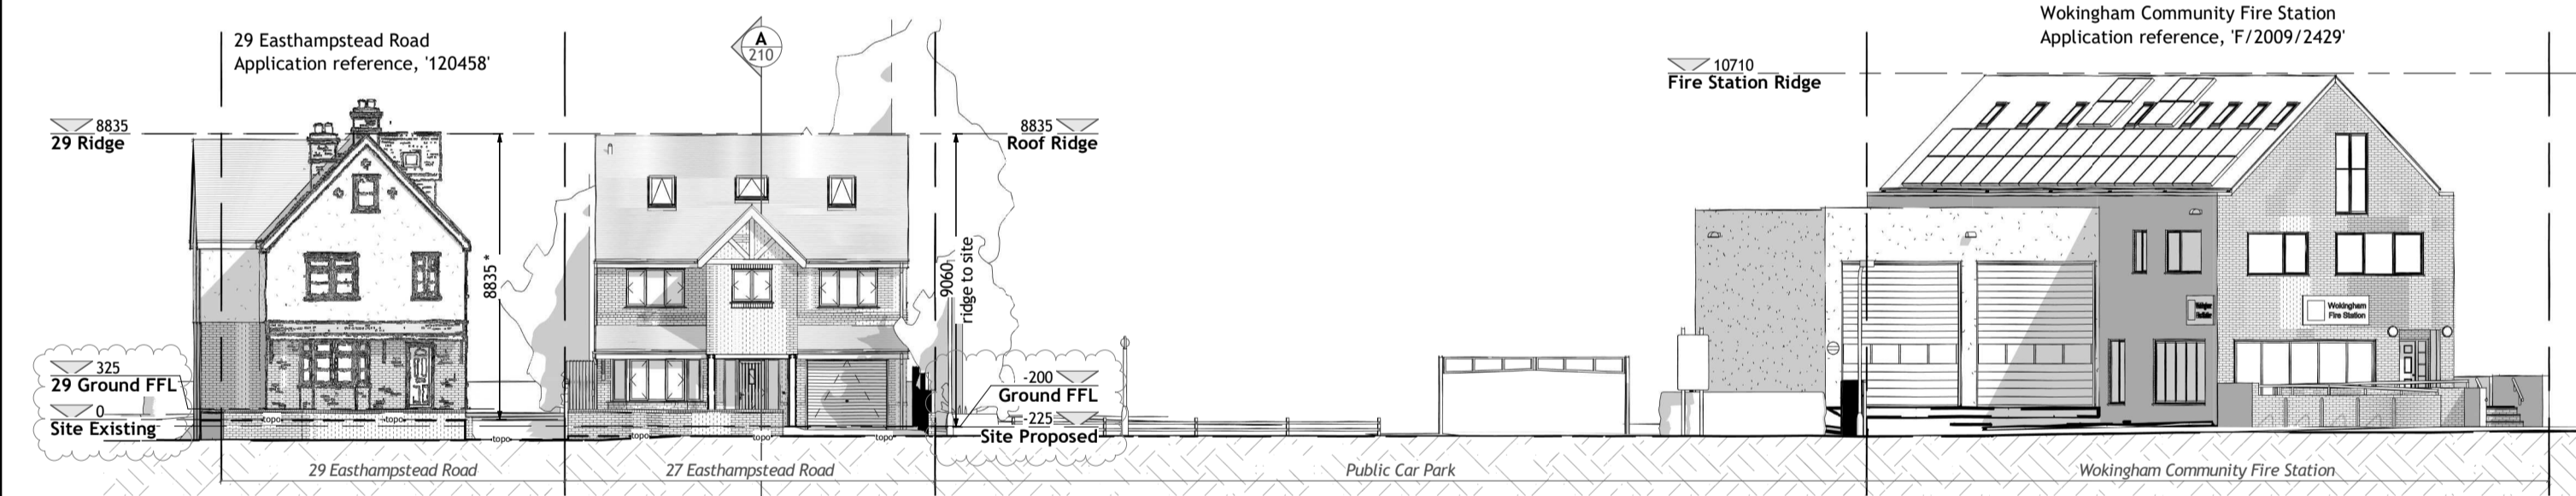 29 Easthampstead Road
Application reference, '120458'
A
210
Wokingham Community Fire Station
Application reference, 'F/2009/2429'
10710
Fire Station Ridge
8835
29 Ridge
8835
Roof Ridge
8835 *
9060
ridge to site
Wokingham
Fire Station
325
29 Ground FFL
0
Site Existing
-200
Ground FFL
-225
Site Proposed
topo
topo
topo
topo
topo
topo
29 Easthampstead Road
27 Easthampstead Road
Public Car Park
Wokingham Community Fire Station